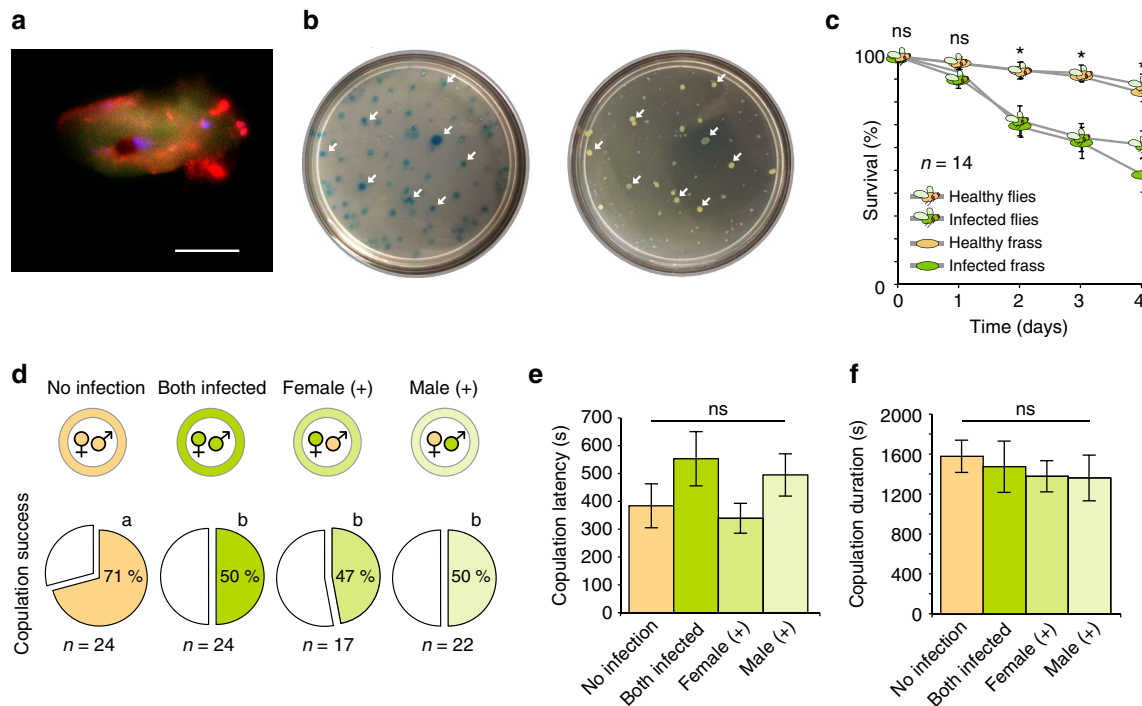 a
b
c
ns
ns
*
*
*
100
Survival (%)
n = 14
Healthy flies
Infected flies
Healthy frass
Infected frass
0
0
1
2
3
4
Time (days)
d
No infection
Both infected
Female (+)
Male (+)
Copulation success
a
b
b
b
71 %
50 %
47 %
50 %
n = 24
n = 24
n = 17
n = 22
e
ns
Copulation latency (s)
700
600
500
400
300
200
100
0
No infection
Both infected
Female (+)
Male (+)
f
ns
Copulation duration (s)
2000
1600
1200
800
400
0
No infection
Both infected
Female (+)
Male (+)